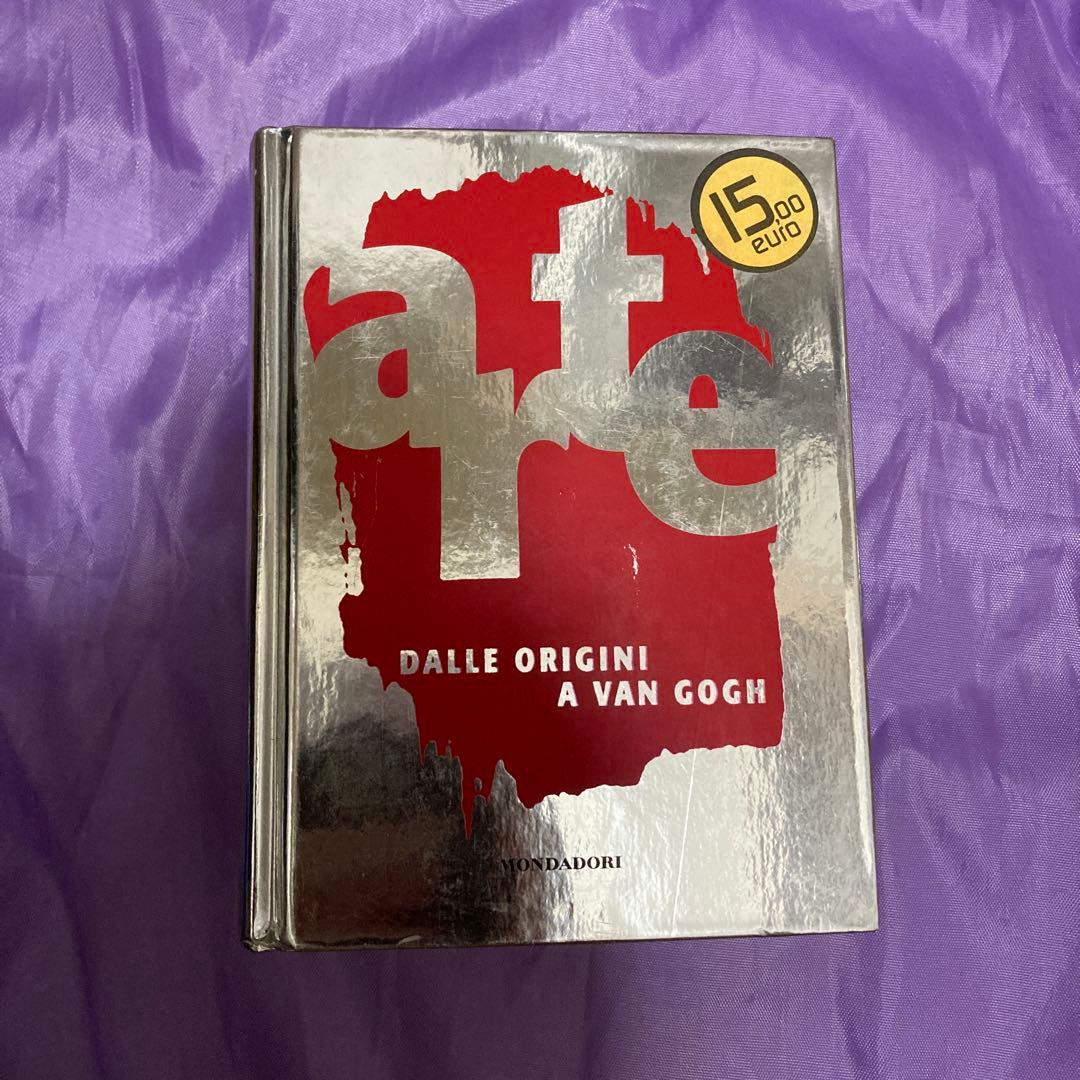 arte
15,00
euro
DALLE ORIGINI
A VAN GOGH
MONDADORI